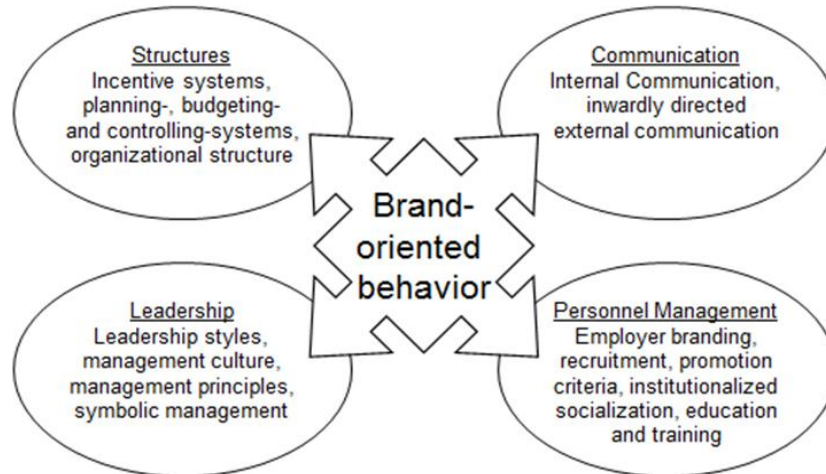 Structures
Incentive systems,
planning-, budgeting-
and controlling-systems,
organizational structure
Communication
Internal Communication,
inwardly directed
external communication
Brand-
oriented
behavior
Leadership
Leadership styles,
management culture,
management principles,
symbolic management
Personnel Management
Employer branding,
recruitment, promotion
criteria, institutionalized
socialization, education
and training